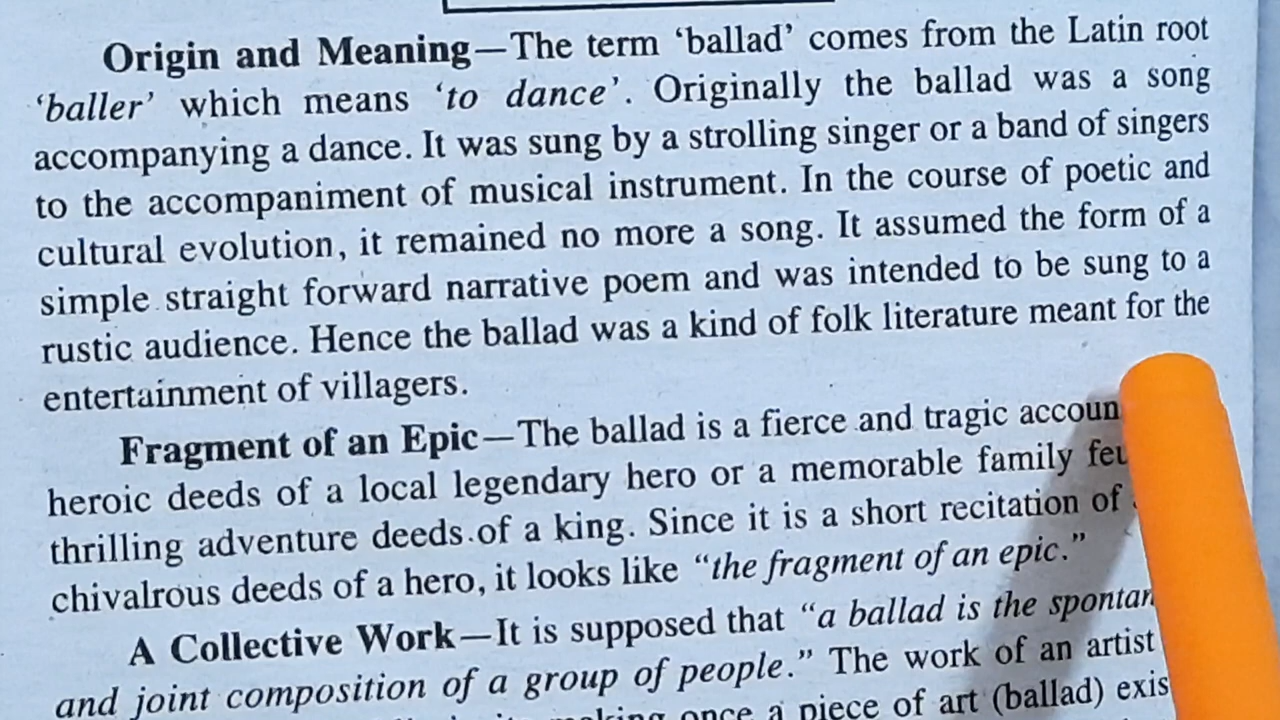 Origin and Meaning—The term ‘ballad’ comes from the Latin root
‘baller’ which means ‘to dance’. Originally the ballad was a song
accompanying a dance. It was sung by a strolling singer or a band of singers
to the accompaniment of musical instrument. In the course of poetic and
cultural evolution, it remained no more a song. It assumed the form of a
simple straight forward narrative poem and was intended to be sung to a
rustic audience. Hence the ballad was a kind of folk literature meant for the
entertainment of villagers.
Fragment of an Epic—The ballad is a fierce and tragic
heroic deeds of a local legendary hero or a memorable family
thrilling adventure deeds of a king. Since it is a short recitation of
chivalrous deeds of a hero, it looks like “the fragment of an epic.”
A Collective Work—It is supposed that “a ballad is the
and joint composition of a group of people.” The work of an artist
making once a piece of art (ballad)